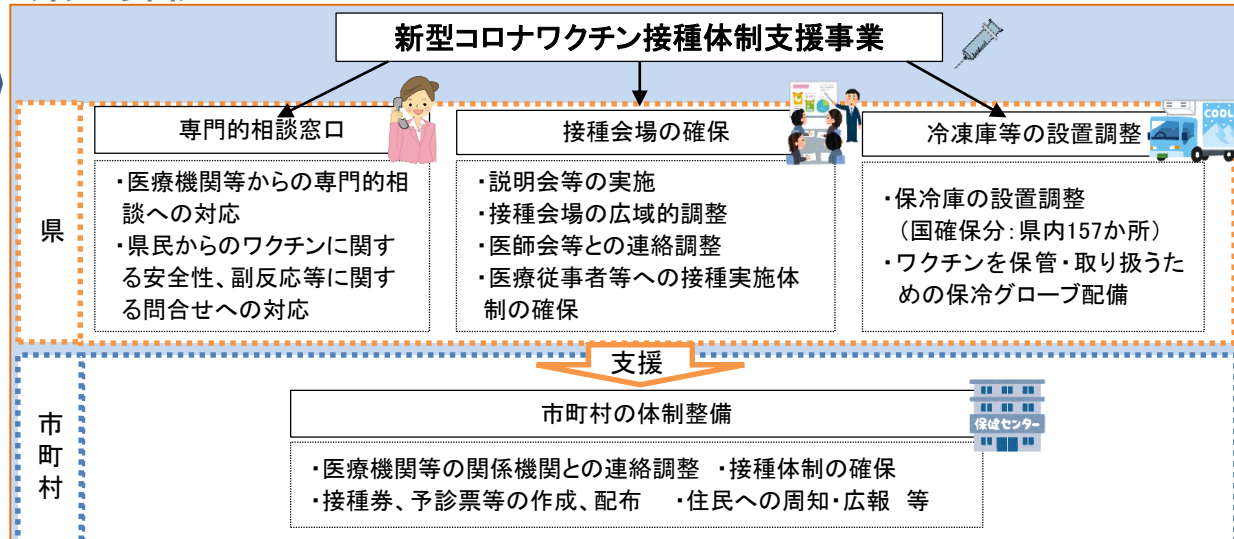 新型コロナワクチン接種体制支援事業
県
専門的相談窓口
・医療機関等からの専門的相
談への対応
・県民からのワクチンに関す
る安全性、副反応等に関す
る問合せへの対応
接種会場の確保
・説明会等の実施
・接種会場の広域的調整
・医師会等との連絡調整
・医療従事者等への接種実施体
制の確保
冷凍庫等の設置調整
COOL
・保冷庫の設置調整
（国確保分：県内157か所）
・ワクチンを保管・取り扱うた
めの保冷グローブ配備
支援
市町村
市町村の体制整備
保健センター
・医療機関等の関係機関との連絡調整 ・接種体制の確保
・接種券、予診票等の作成、配布 ・住民への周知・広報 等